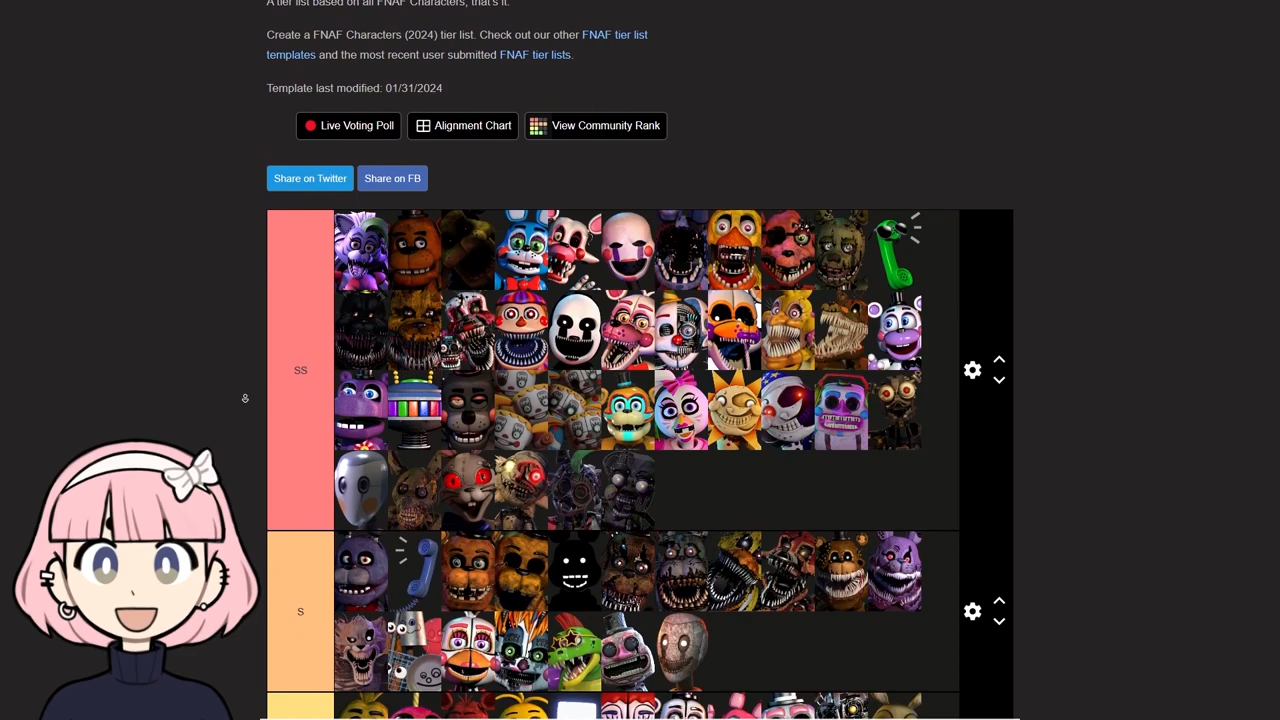 A tier list based on all FNAF Characters, that's it.
Create a FNAF Characters (2024) tier list. Check out our other FNAF tier list
templates and the most recent user submitted FNAF tier lists.
Template last modified: 01/31/2024
Live Voting Poll
Alignment Chart
View Community Rank
Share on Twitter
Share on FB
SS
S